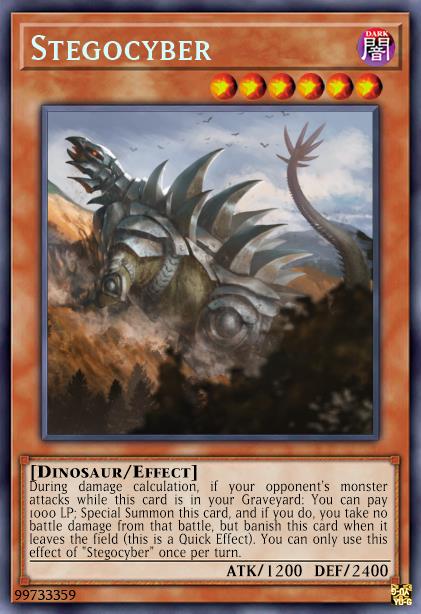 Stegocyber
DARK
闇
[Dinosaur/Effect]
During damage calculation, if your opponent's monster
attacks while this card is in your Graveyard: You can pay
1000 LP; Special Summon this card, and if you do, you take no
battle damage from that battle, but banish this card when it
leaves the field (this is a Quick Effect). You can only use this
effect of "Stegocyber" once per turn.
ATK/1200 DEF/2400
99733359